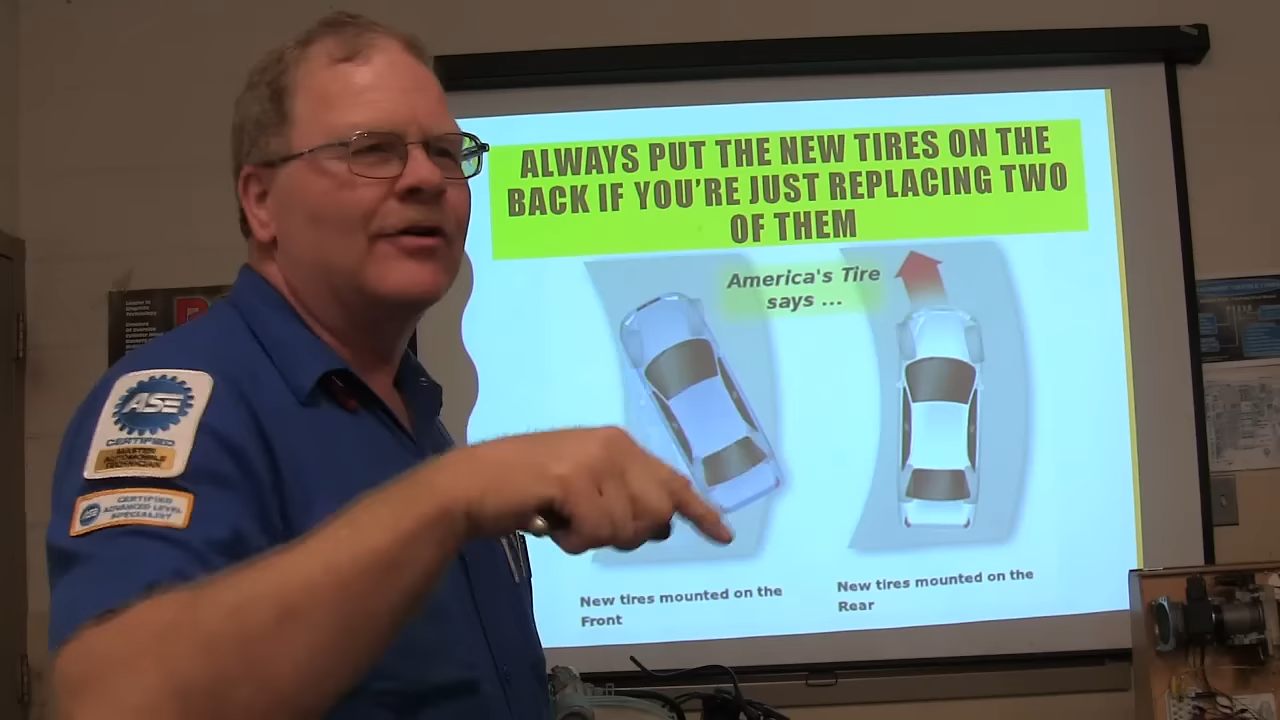 ALWAYS PUT THE NEW TIRES ON THE
BACK IF YOU'RE JUST REPLACING TWO
OF THEM
America's Tire
says ...
New tires mounted on the
Front
New tires mounted on the
Rear
ASE
CERTIFIED
MASTER
AUTOMOBILE
TECHNICIAN
CERTIFIED
ADVANCED LEVEL
SPECIALIST